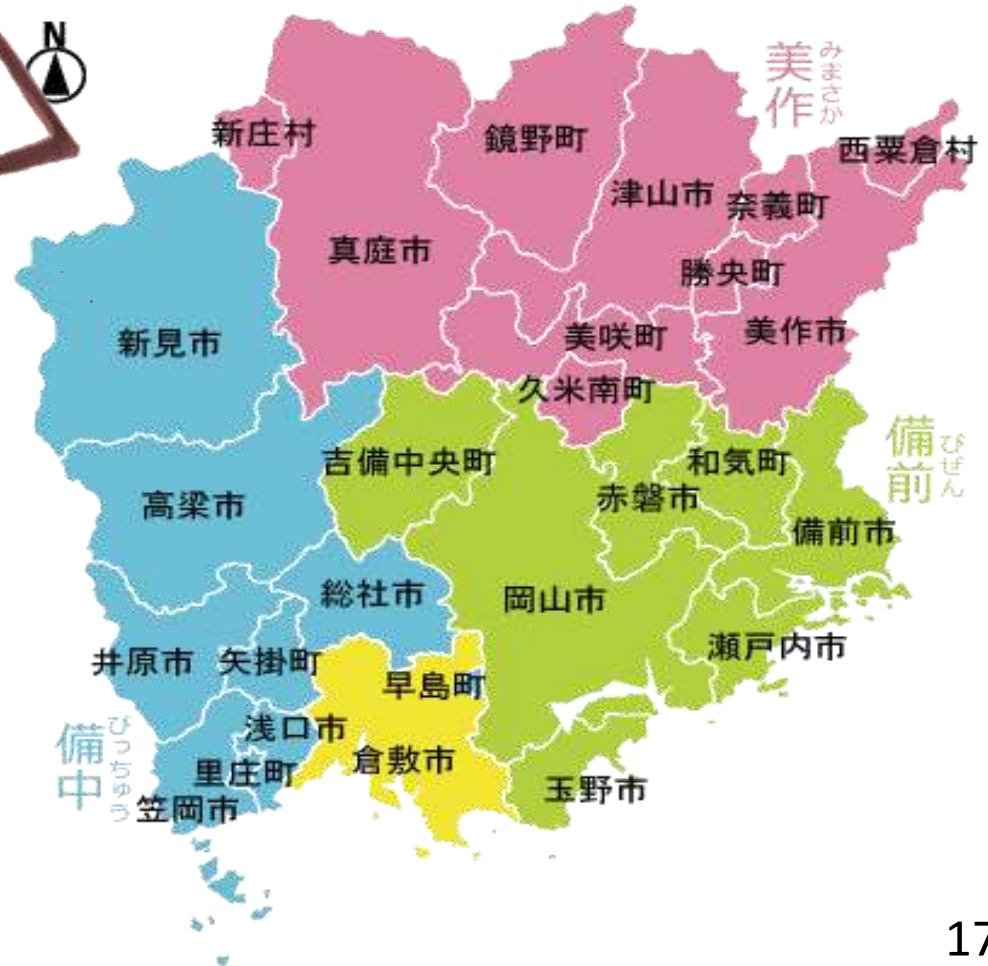 N
美作
みまさか
新庄村
鏡野町
西粟倉村
津山市
奈義町
真庭市
勝央町
新見市
美咲町
美作市
久米南町
備前
びぜん
吉備中央町
和気町
高梁市
赤磐市
備前市
総社市
岡山市
井原市
矢掛町
瀬戸内市
早島町
備中
びっちゅう
浅口市
倉敷市
里庄町
玉野市
笠岡市
17